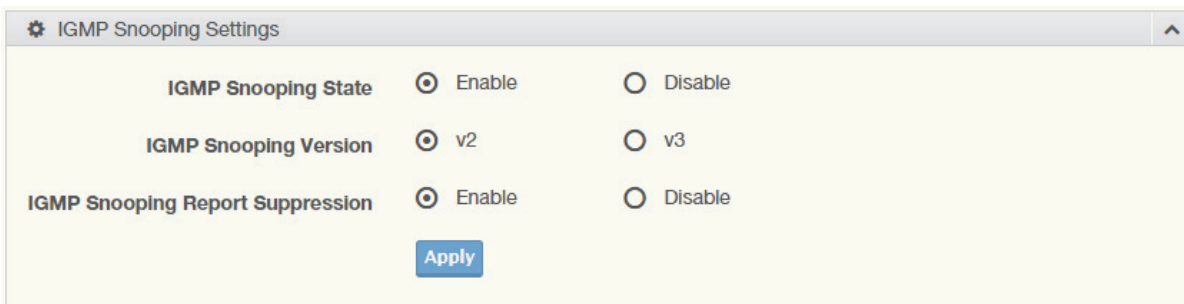 IGMP Snooping Settings
IGMP Snooping State Enable Disable
IGMP Snooping Version v2 v3
IGMP Snooping Report Suppression Enable Disable
Apply